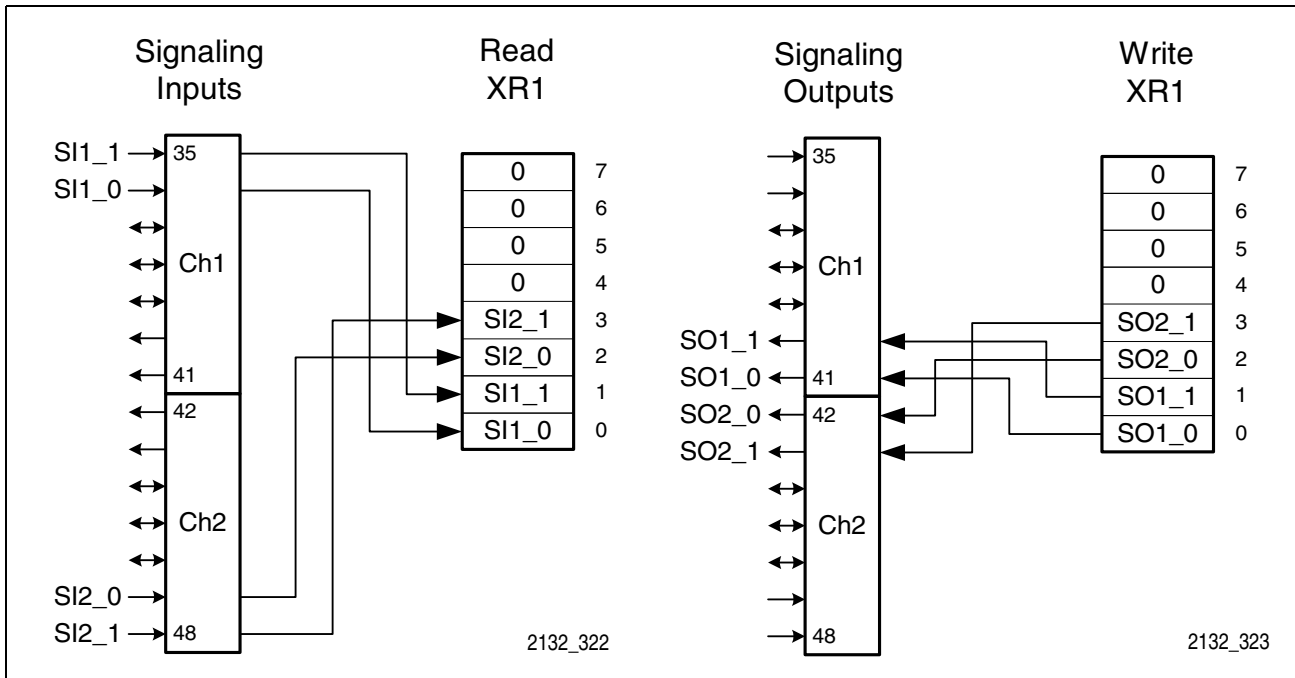 Signaling
Inputs
Read
XR1
SI1_1
35
SI1_0
Ch1
41
42
Ch2
SI2_0
SI2_1
48
0 7
0 6
0 5
0 4
SI2_1 3
SI2_0 2
SI1_1 1
SI1_0 0
2132_322
Signaling
Outputs
Write
XR1
35
Ch1
SO1_1
SO1_0 41
SO2_0 42
SO2_1
Ch2
48
0 7
0 6
0 5
0 4
SO2_1 3
SO2_0 2
SO1_1 1
SO1_0 0
2132_323